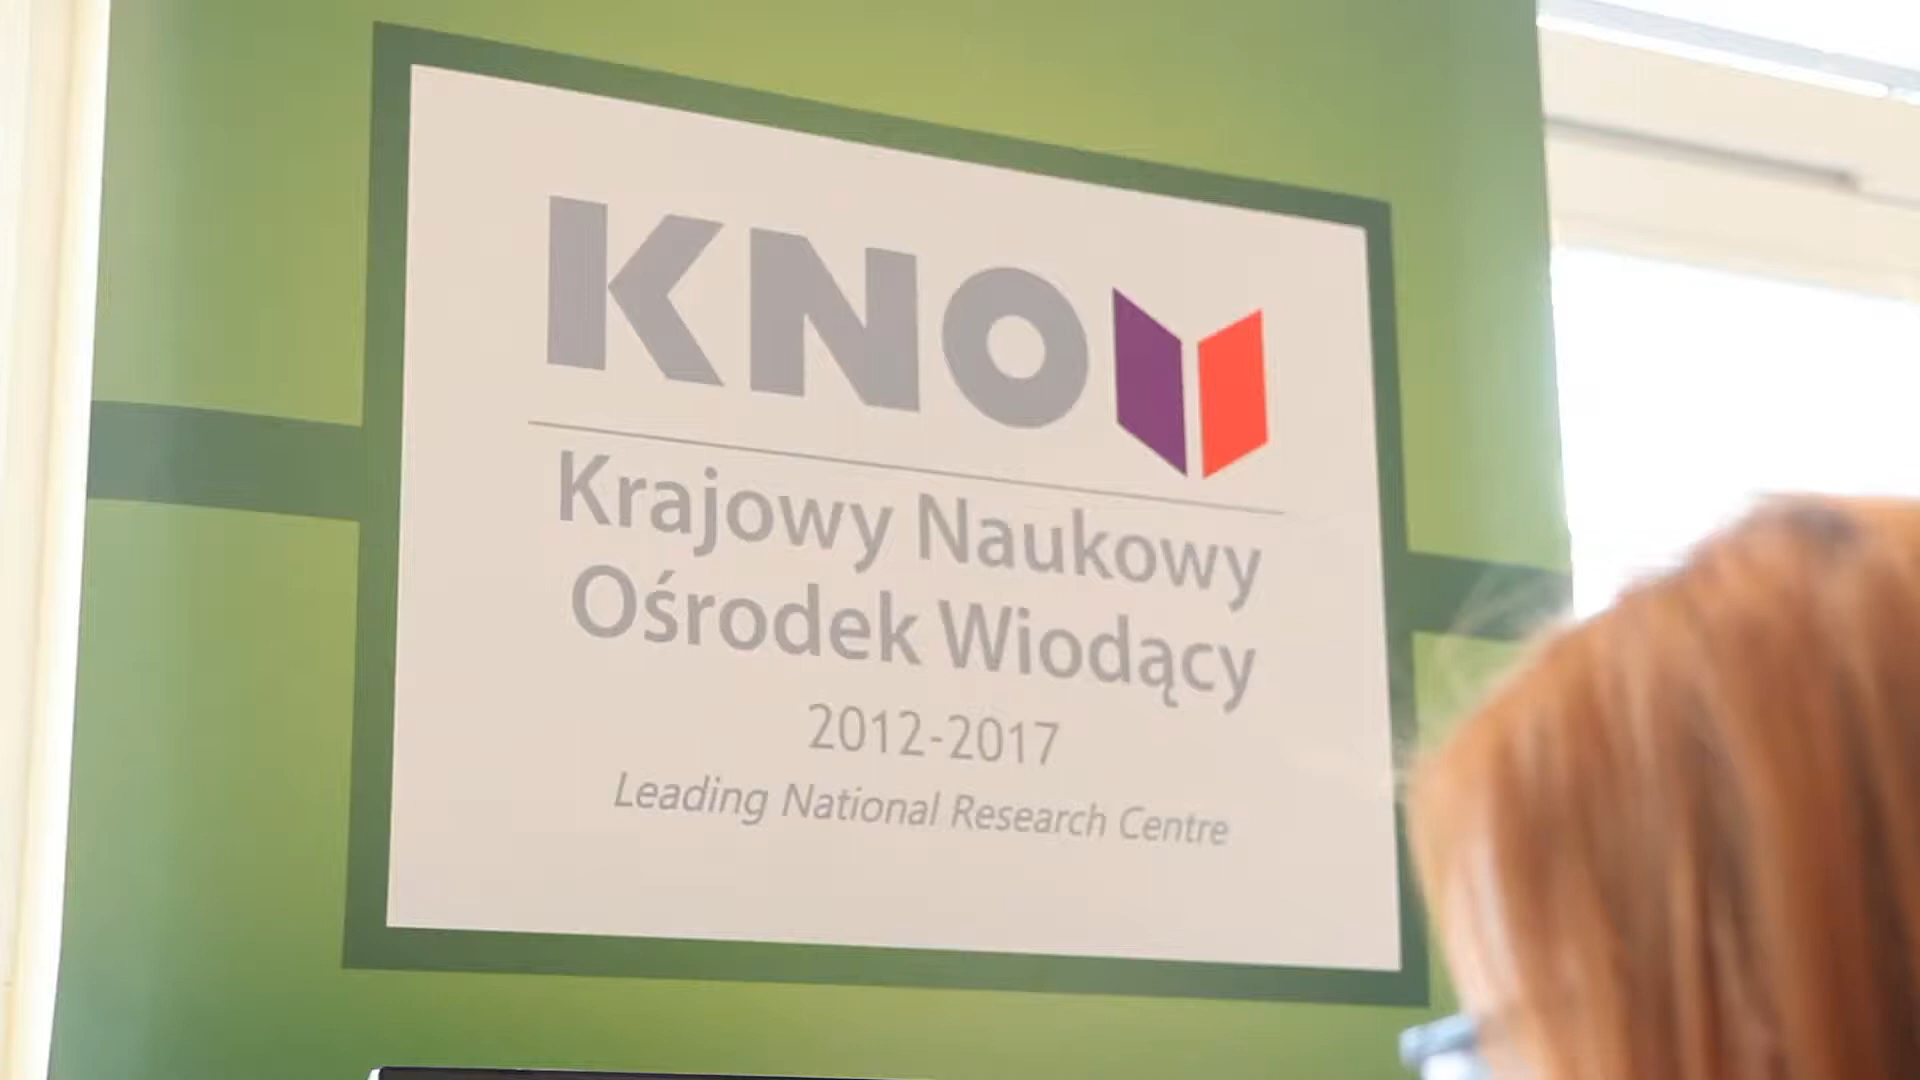 KNOW
Krajowy Naukowy
Ośrodek Wiodący
2012-2017
Leading National Research Centre